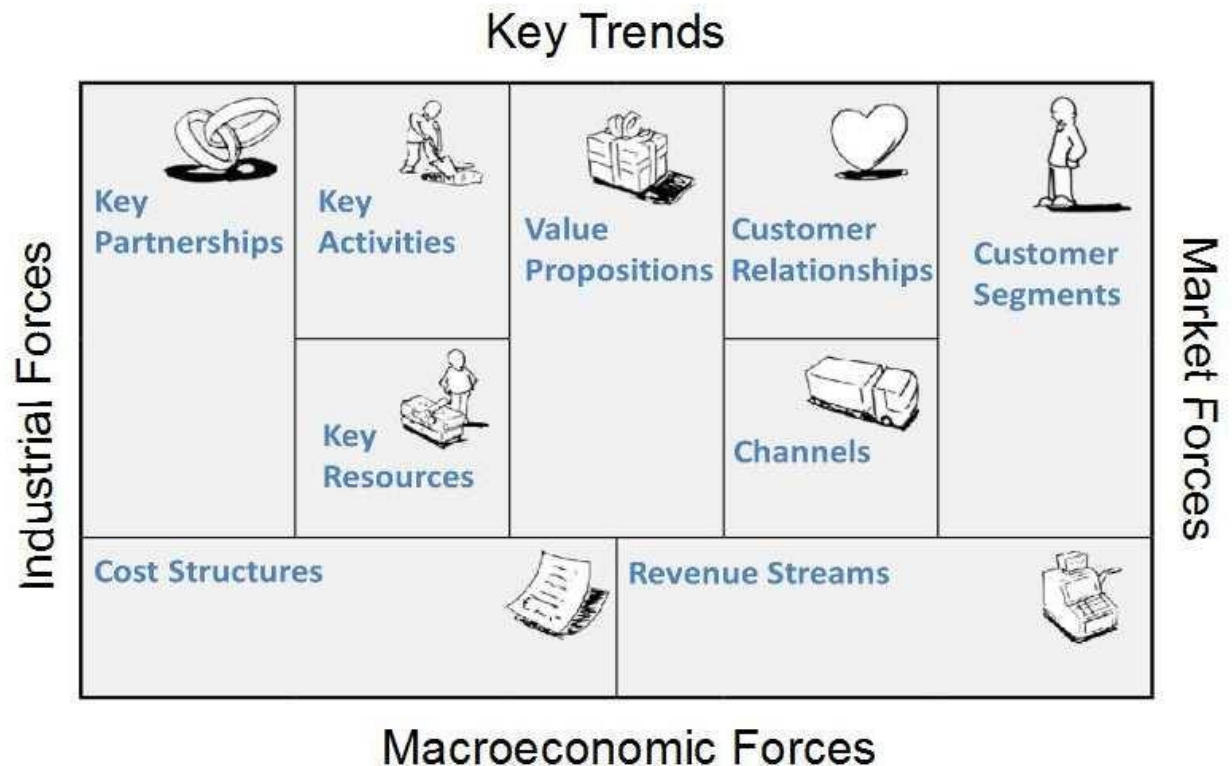 Key Trends
Key
Partnerships
Key
Activities
Value
Propositions
Customer
Relationships
Customer
Segments
Key
Resources
Channels
Cost Structures
Revenue Streams
Industrial Forces
Market Forces
Macroeconomic Forces